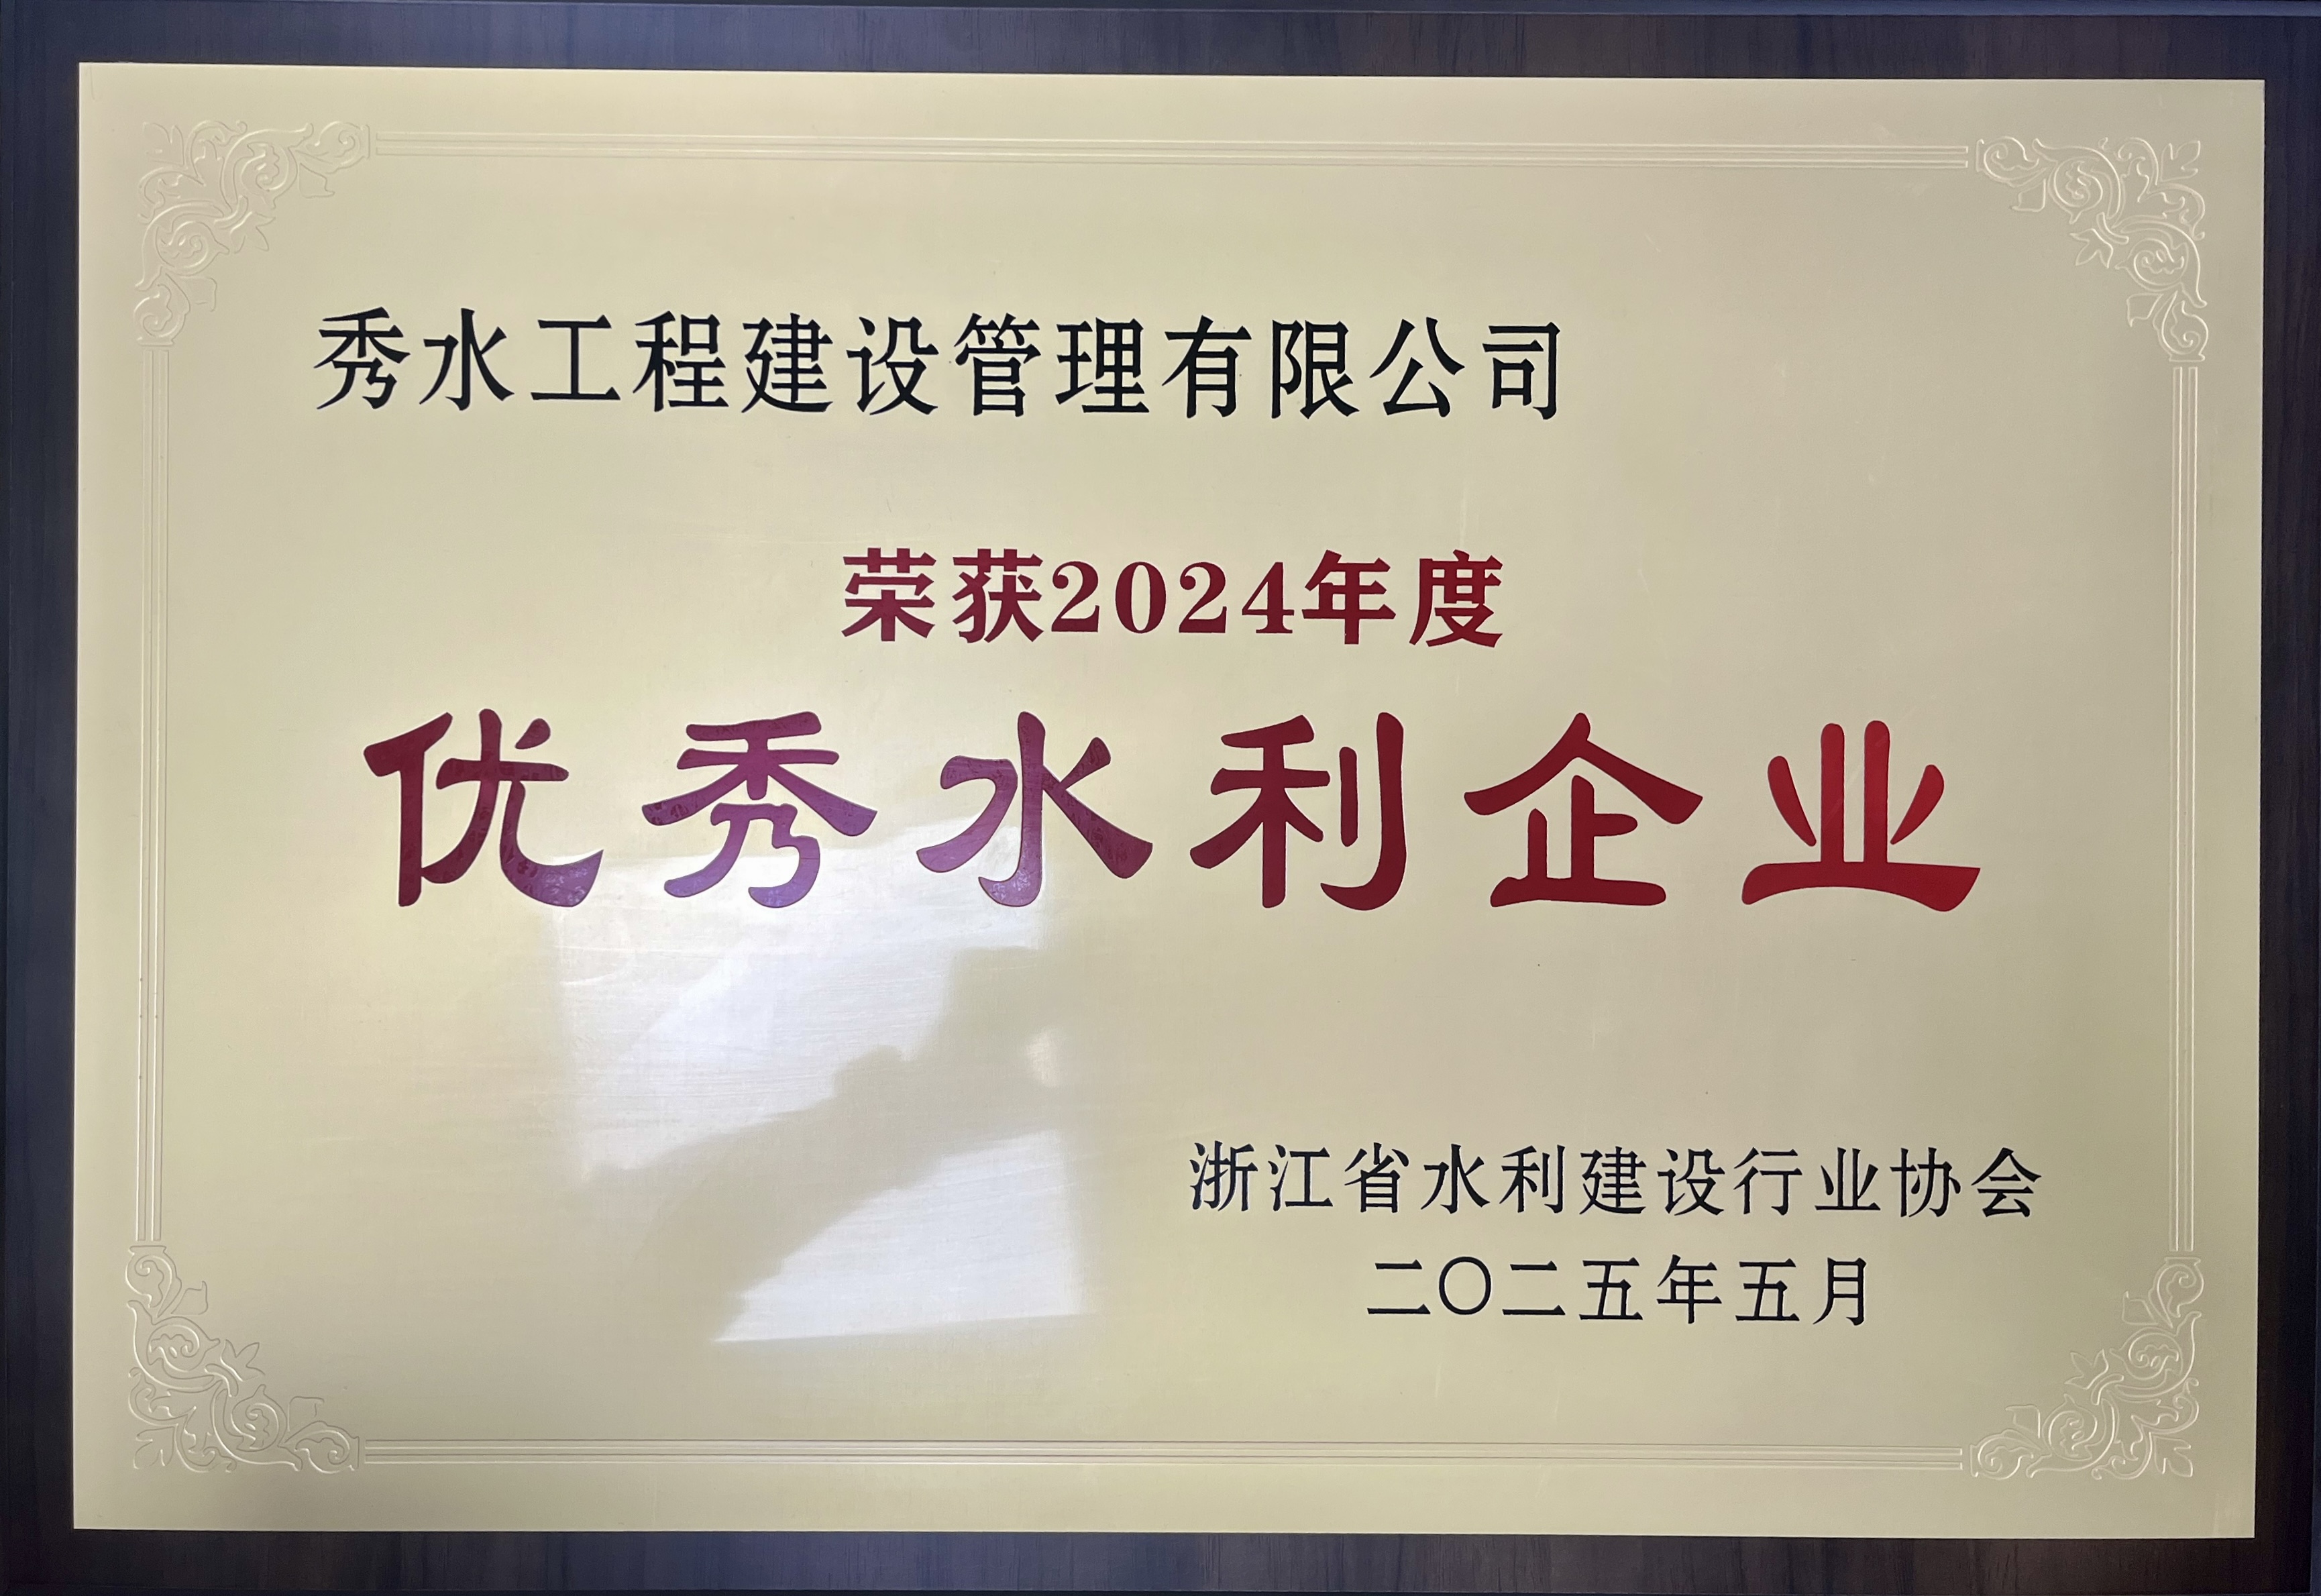 秀水工程建设管理有限公司
荣获2024年度
优秀水利企业
浙江省水利建设行业协会
二〇二五年五月